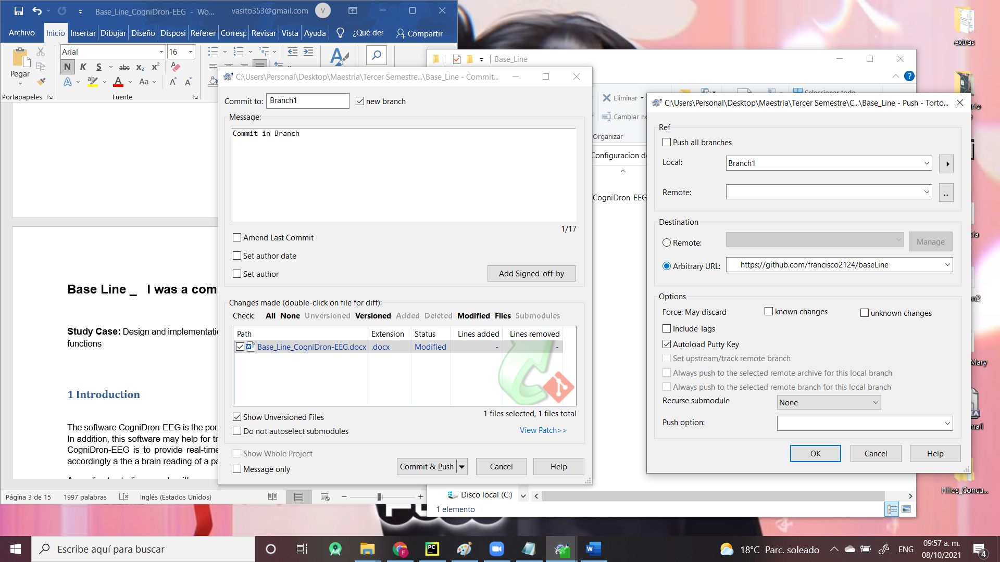 Base_Line_CogniDron-EEG - Wo...
vasito353@gmail.com
V
Archivo
Inicio
Insertar
Dibujar
Diseño
Disposi
Referen
Corresp
Revisar
Vista
Ayuda
¿Qué des
Compartir
Pegar
Portapapeles
Arial
16
N K S abc x₂ x²
A ab A Aa A A
Fuente
Base Line _ I was a com
Study Case: Design and implementatio
functions
1 Introduction
The software CogniDron-EEG is the por
In addition, this software may help for tr
CogniDron-EEG is to provide real-time
accordingly a the a brain reading of a pa
Página 3 de 15
1997 palabras
Inglés (Estados Unidos)
Base_Line
Eliminar
Cambiar no
Seleccionar todo
Organizar
Configuracion de
CogniDron-EEG
Disco local (C:)
1 elemento
C:\Users\Personal\Desktop\Maestria\Tercer Semestre...\Base_Line - Commit...
Commit to:
Branch1
new branch
Message:
Commit in Branch
1/17
Amend Last Commit
Set author date
Set author
Add Signed-off-by
Changes made (double-click on file for diff):
Check: All None Unversioned Versioned Added Deleted Modified Files Submodules
Path Extension Status Lines added Lines removed
Base_Line_CogniDron-EEG.docx .docx Modified - -
Show Unversioned Files
1 files selected, 1 files total
Do not autoselect submodules
View Patch>>
Show Whole Project
Message only
Commit & Push
Cancel
Help
C:\Users\Personal\Desktop\Maestria\Tercer Semestre\C...\Base_Line - Push - Torto...
Ref
Push all branches
Local:
Branch1
Remote:
...
Destination
Remote:
Manage
Arbitrary URL:
https://github.com/francisco2124/baseLine
Options
Force: May discard
known changes
unknown changes
Include Tags
Autoload Putty Key
Set upstream/track remote branch
Always push to the selected remote archive for this local branch
Always push to the selected remote branch for this local branch
Recurse submodule
None
Push option:
OK
Cancel
Help
extras
Mary
Hilos_Concu...
Escribe aquí para buscar
18°C Parc. soleado
ENG
09:57 a. m.
08/10/2021
4